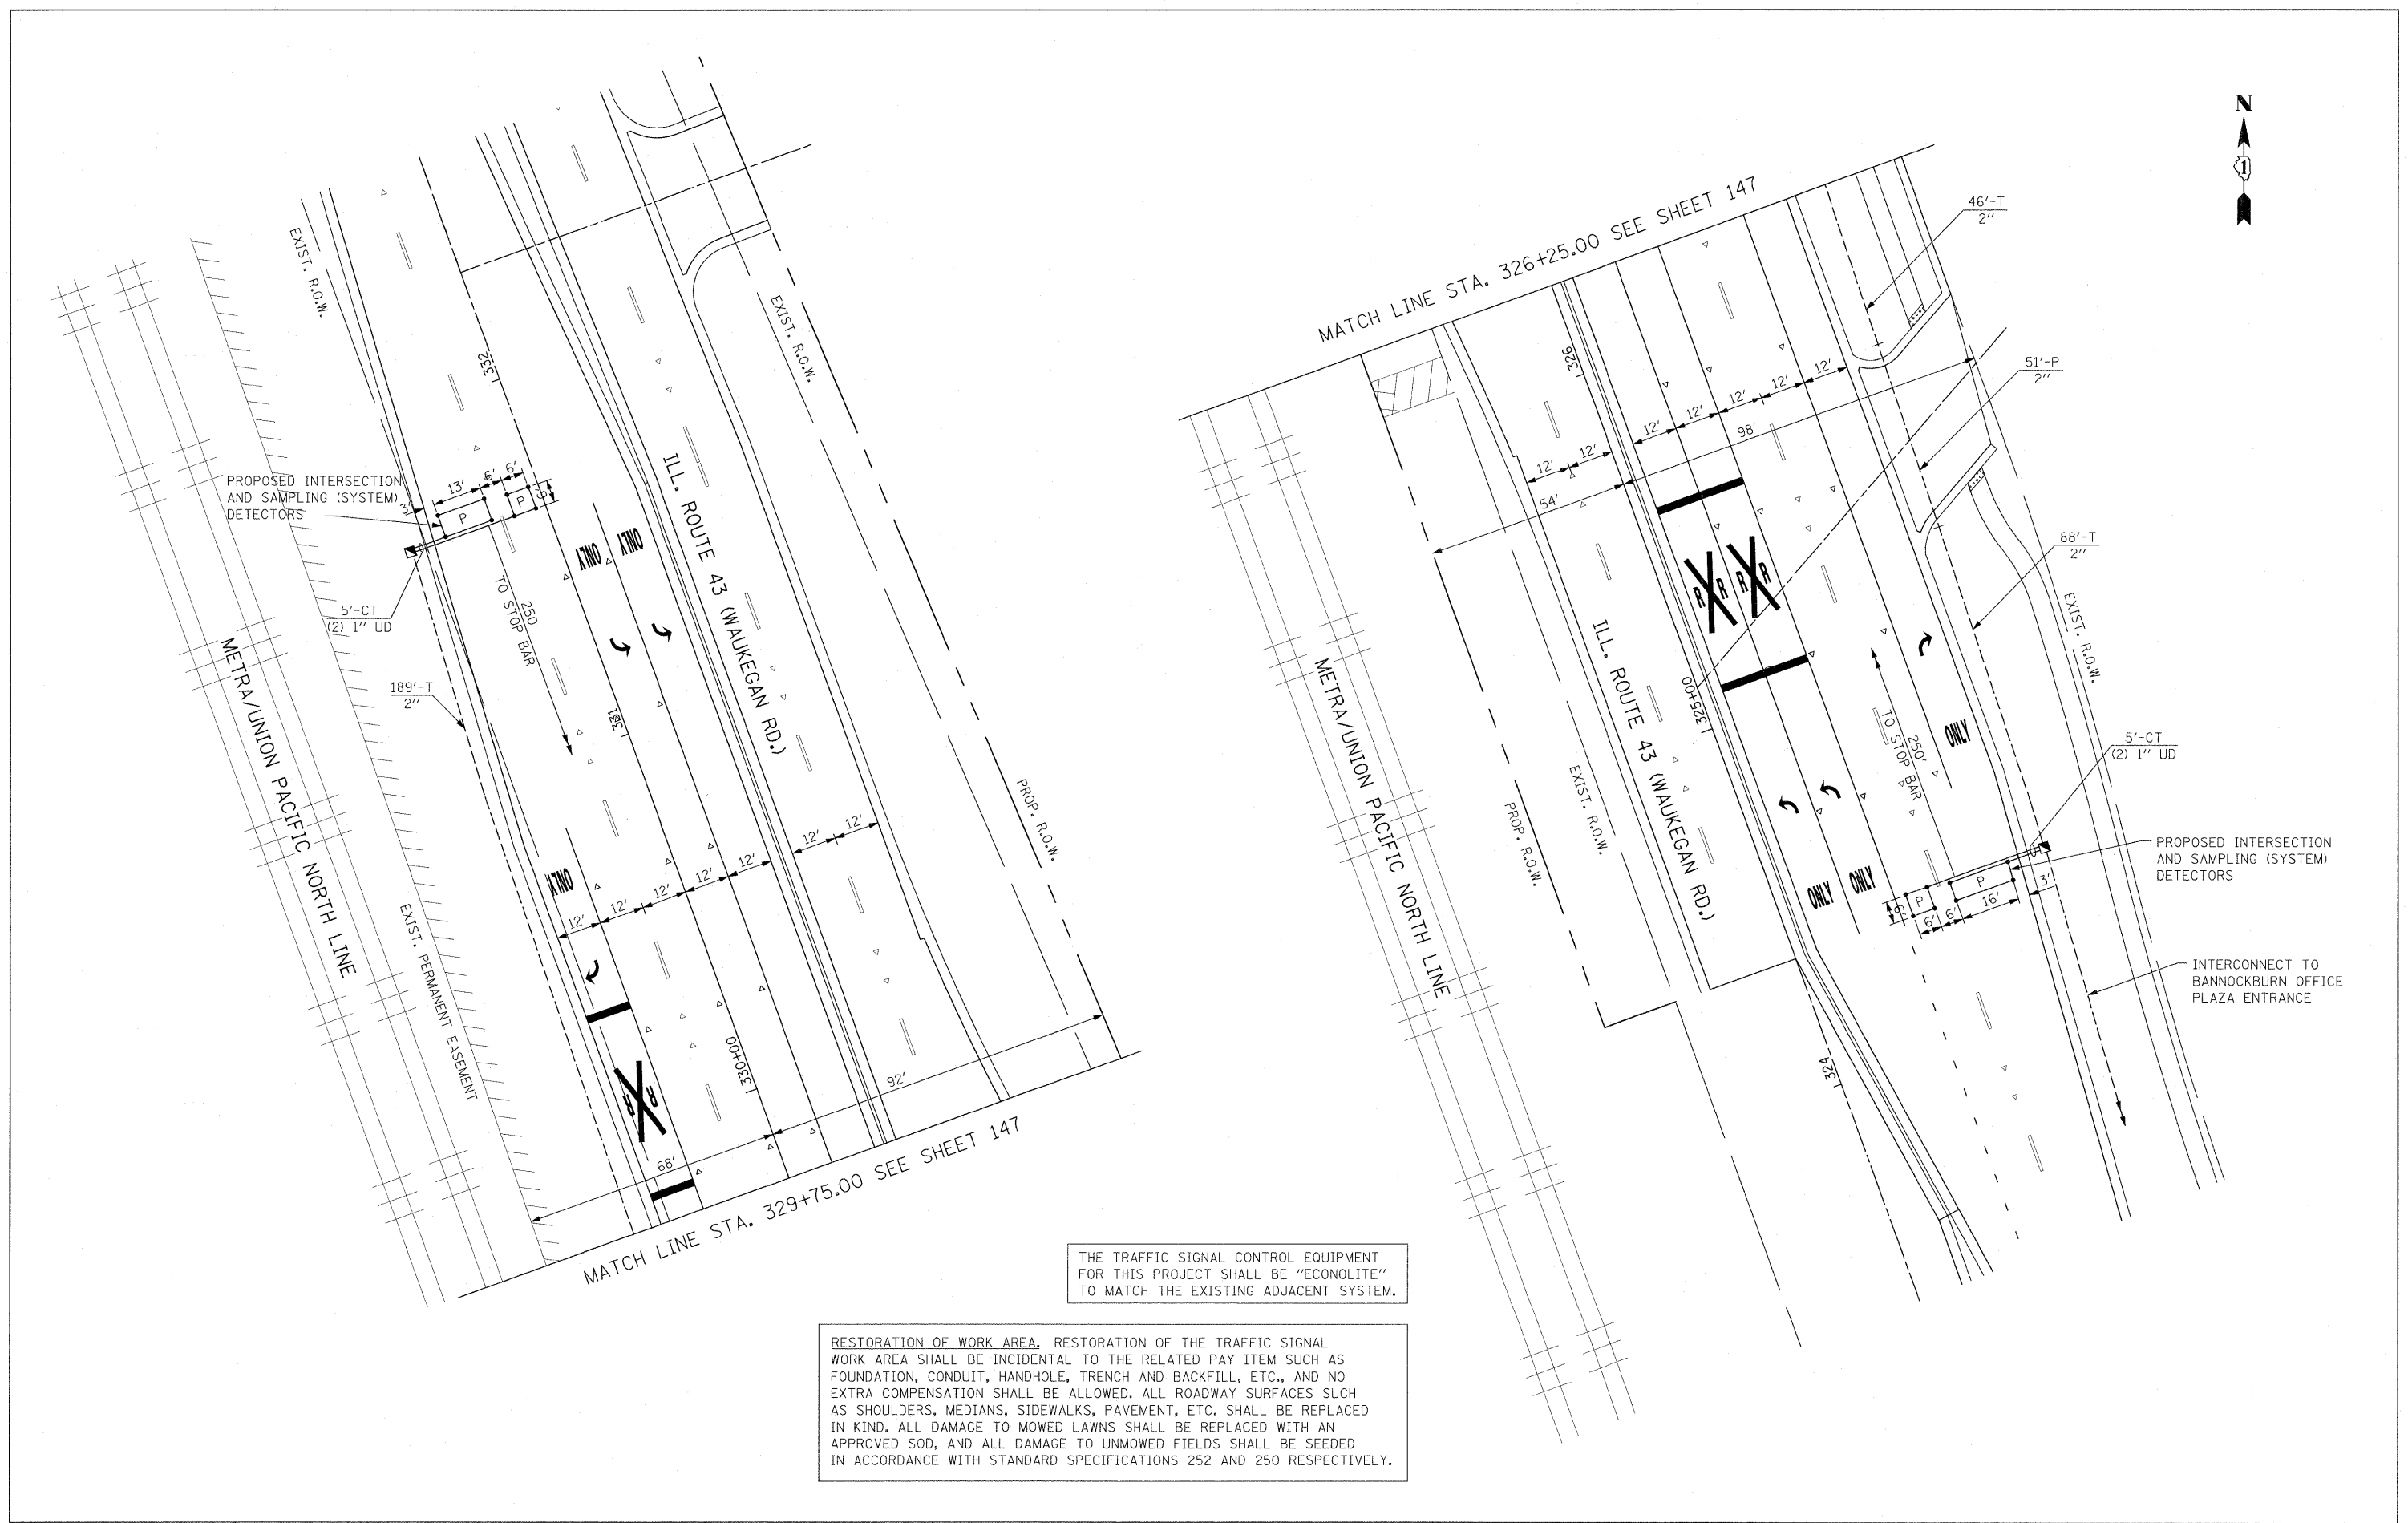 N
1
EXIST. R.O.W.
332
EXIST. R.O.W.
PROPOSED INTERSECTION
AND SAMPLING (SYSTEM)
DETECTORS
3'
13'
6'
6'
6'
P
P
5'-CT
(2) 1" UD
189'-T
2"
250'
TO STOP BAR
ONLY
ONLY
ILL. ROUTE 43 (WAUKEGAN RD.)
METRA/UNION PACIFIC NORTH LINE
331
PROP. R.O.W.
ONLY
12'
12'
12'
12'
12'
12'
12'
EXIST. PERMANENT EASEMENT
R
R
330+00
92'
68'
MATCH LINE STA. 329+75.00 SEE SHEET 147
MATCH LINE STA. 326+25.00 SEE SHEET 147
46'-T
2"
51'-P
2"
88'-T
2"
326
12'
12'
12'
12'
12'
12'
12'
98'
54'
R
R
R
R
ILL. ROUTE 43 (WAUKEGAN RD.)
METRA/UNION PACIFIC NORTH LINE
325+00
EXIST. R.O.W.
PROP. R.O.W.
EXIST. R.O.W.
250'
TO STOP BAR
ONLY
5'-CT
(2) 1" UD
PROPOSED INTERSECTION
AND SAMPLING (SYSTEM)
DETECTORS
ONLY
ONLY
P
P
3'
16'
6'
6'
6'
INTERCONNECT TO
BANNOCKBURN OFFICE
PLAZA ENTRANCE
324
THE TRAFFIC SIGNAL CONTROL EQUIPMENT
FOR THIS PROJECT SHALL BE "ECONOLITE"
TO MATCH THE EXISTING ADJACENT SYSTEM.
RESTORATION OF WORK AREA. RESTORATION OF THE TRAFFIC SIGNAL
WORK AREA SHALL BE INCIDENTAL TO THE RELATED PAY ITEM SUCH AS
FOUNDATION, CONDUIT, HANDHOLE, TRENCH AND BACKFILL, ETC., AND NO
EXTRA COMPENSATION SHALL BE ALLOWED. ALL ROADWAY SURFACES SUCH
AS SHOULDERS, MEDIANS, SIDEWALKS, PAVEMENT, ETC. SHALL BE REPLACED
IN KIND. ALL DAMAGE TO MOWED LAWNS SHALL BE REPLACED WITH AN
APPROVED SOD, AND ALL DAMAGE TO UNMOWED FIELDS SHALL BE SEEDED
IN ACCORDANCE WITH STANDARD SPECIFICATIONS 252 AND 250 RESPECTIVELY.